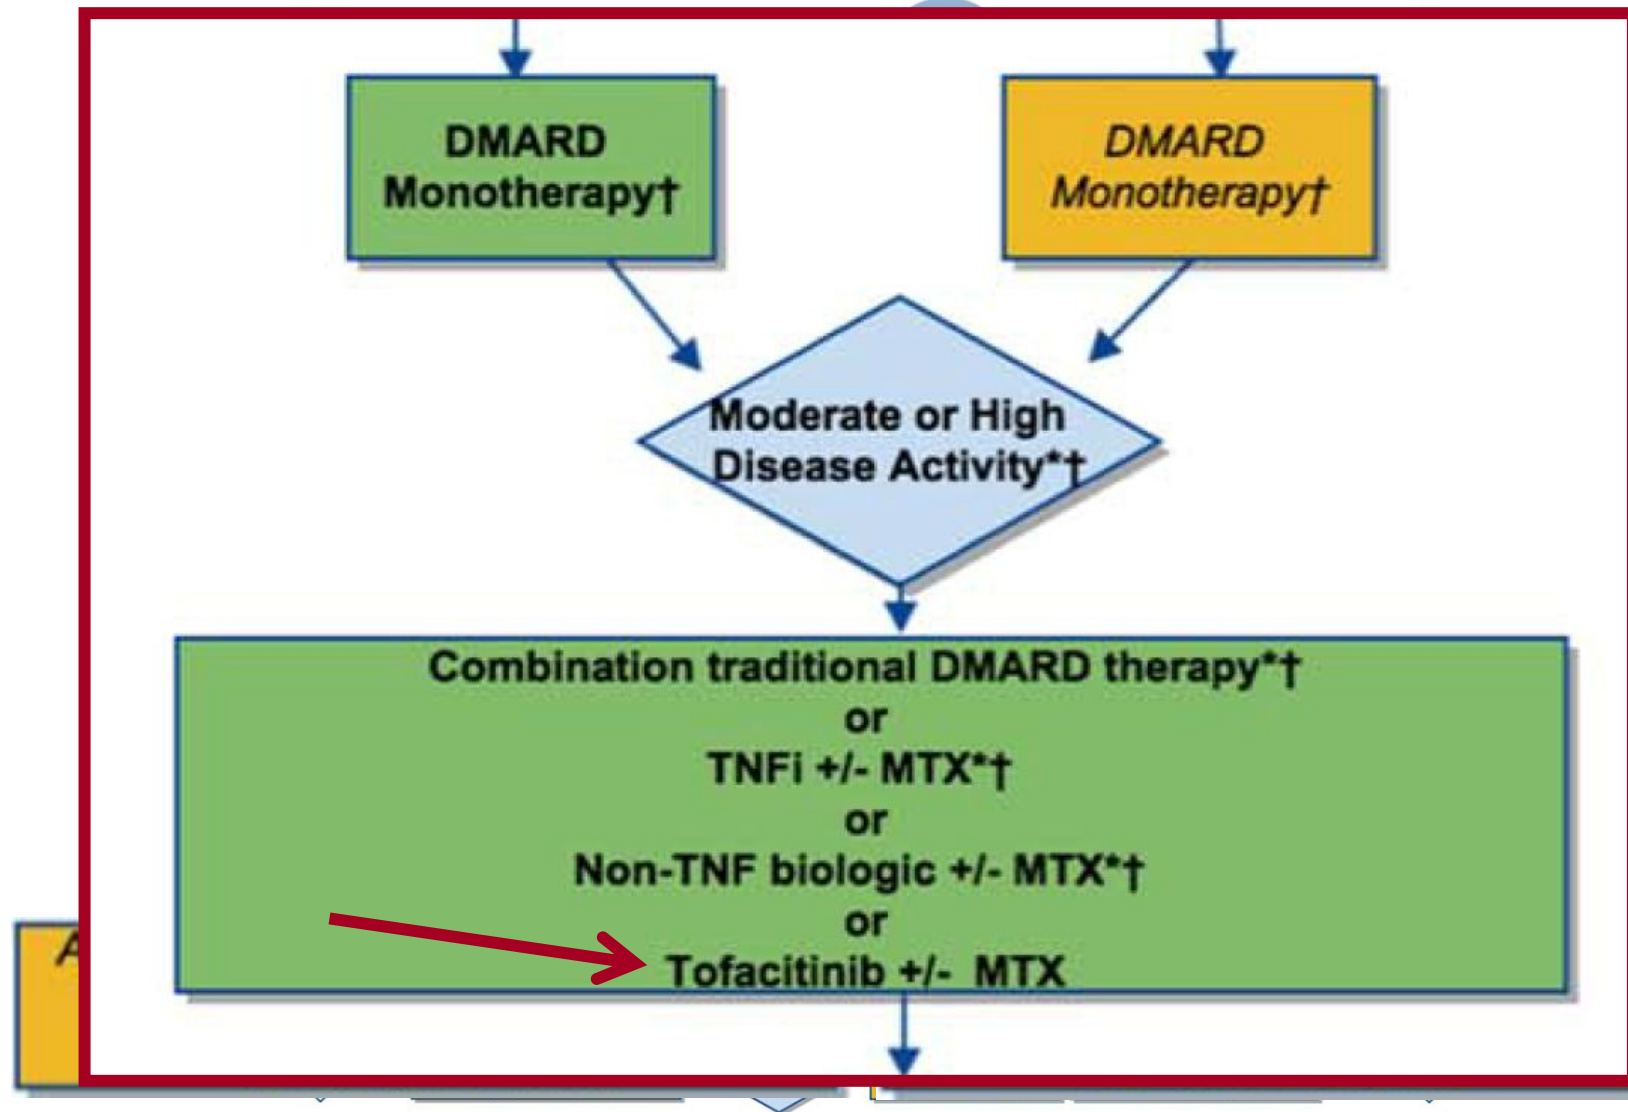 DMARD
Monotherapy†
DMARD
Monotherapy†
Moderate or High
Disease Activity*†
Combination traditional DMARD therapy*†
or
TNFi +/- MTX*†
or
Non-TNF biologic +/- MTX*†
or
Tofacitinib +/- MTX